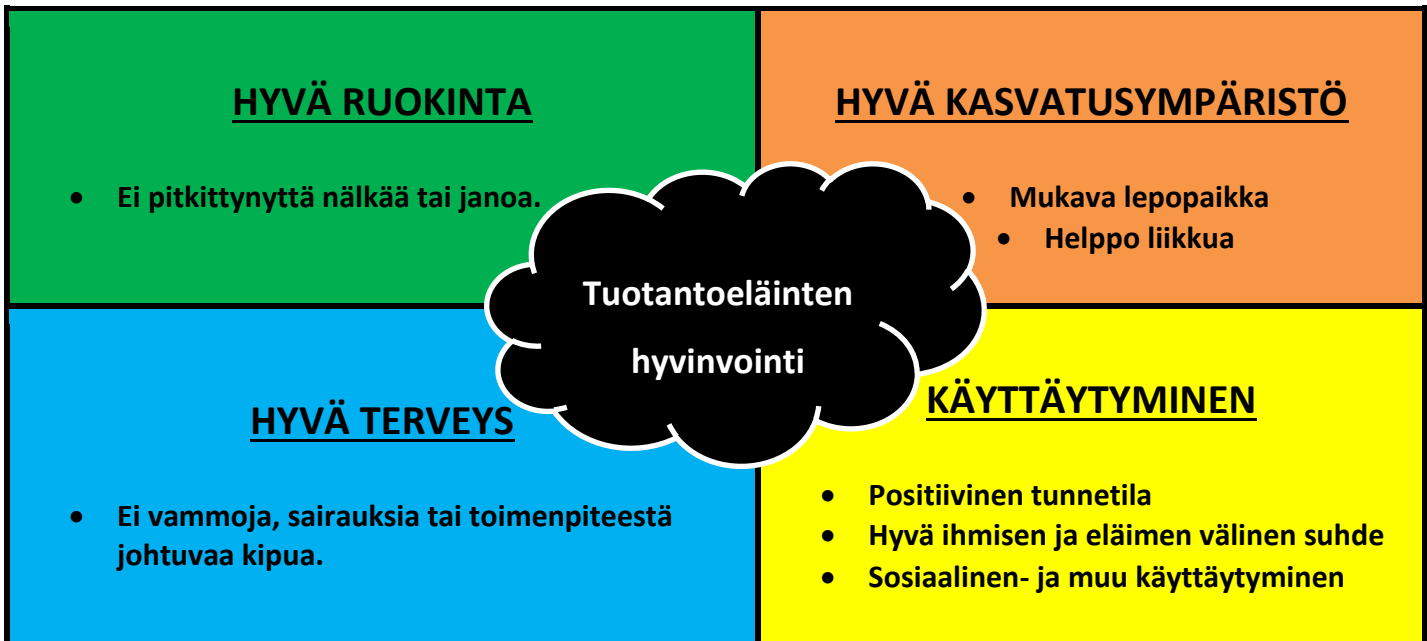 HYVÄ RUOKINTA
• Ei pitkittynyttä nälkää tai janoa.
HYVÄ KASVATUSYMPÄRISTÖ
• Mukava lepopaikka
• Helppo liikkua
Tuotantoeläinten
hyvinvointi
HYVÄ TERVEYS
• Ei vammoja, sairauksia tai toimenpiteestä
johtuvaa kipua.
KÄYTTÄYTYMINEN
• Positiivinen tunnetila
• Hyvä ihmisen ja eläimen välinen suhde
• Sosiaalinen- ja muu käyttäytyminen